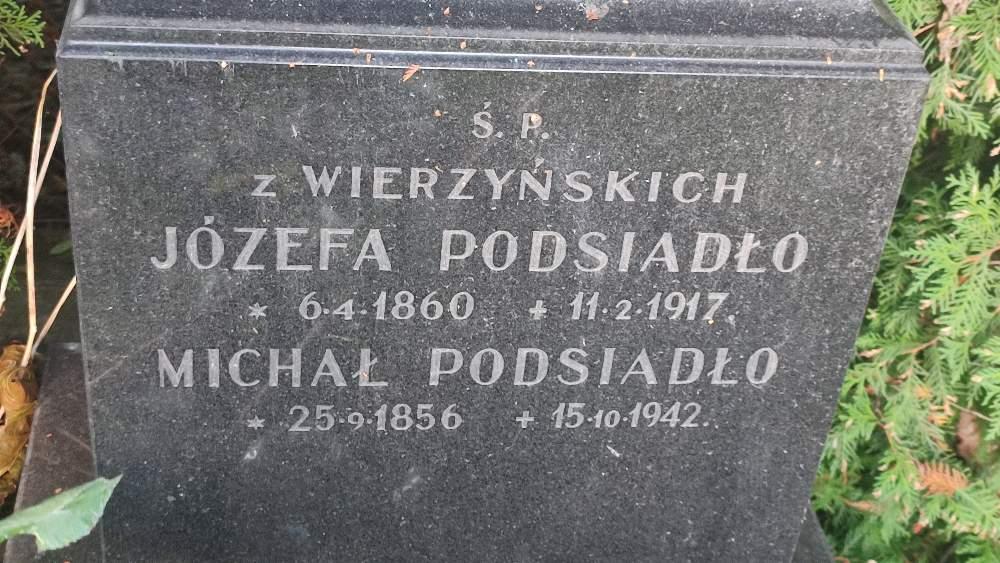 Ś. P.
z WIERZYŃSKICH
JÓZEFA PODSIADŁO
* 6·4·1860 + 11·2·1917.
MICHAŁ PODSIADŁO
* 25·9·1856 + 15·10·1942.